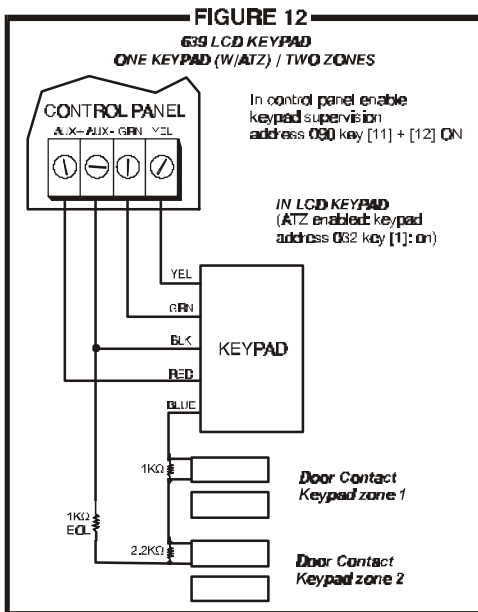 FIGURE 12
639 LCD KEYPAD
ONE KEYPAD (W/ATZ) / TWO ZONES
CONTROL PANEL
AUX+ AUX- GRN YEL
In control panel enable
keypad supervision
address 090 key [11] + [12] ON
IN LCD KEYPAD
(ATZ enabled: keypad
address 032 key [1]: on)
YEL
GRN
BLK
RED
BLUE
KEYPAD
1KΩ
Door Contact
Keypad zone 1
1KΩ
EOL
2.2KΩ
Door Contact
Keypad zone 2